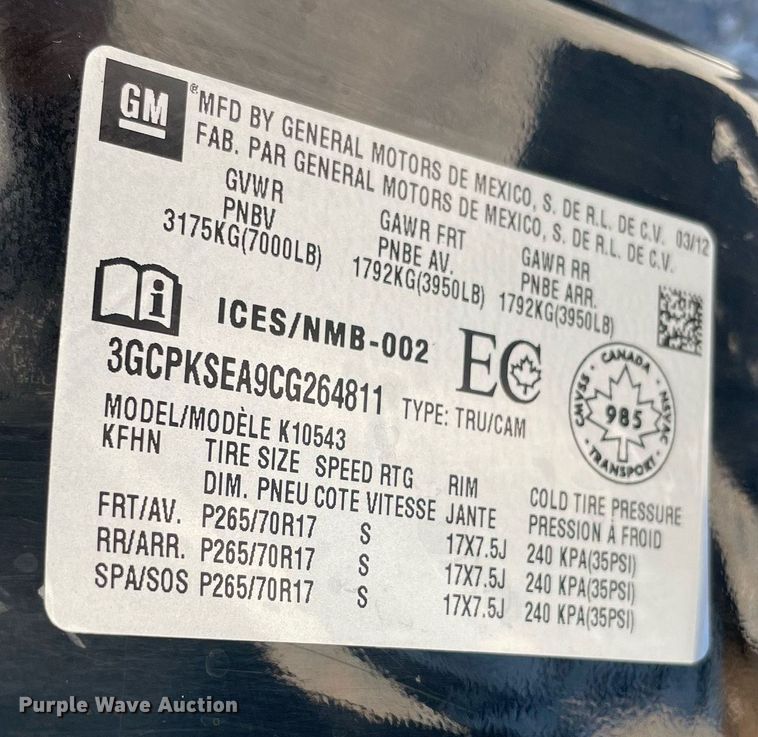 GM
®MFD BY GENERAL MOTORS DE MEXICO, S. DE R.L. DE C.V. 03/12
FAB. PAR GENERAL MOTORS DE MEXICO, S. DE R.L. DE C.V.
GVWR GAWR FRT GAWR RR
PNBV PNBE AV. PNBE ARR.
3175KG(7000LB) 1792KG(3950LB) 1792KG(3950LB)
i ICES/NMB-002 EC
3GCPKSEA9CG264811 TYPE: TRU/CAM
CANADA
CMVSS 985 NSVAC
TRANSPORT
MODEL/MODÈLE K10543
KFHN TIRE SIZE SPEED RTG RIM COLD TIRE PRESSURE
DIM. PNEU COTE VITESSE JANTE PRESSION À FROID
FRT/AV. P265/70R17 S 17X7.5J 240 KPA(35PSI)
RR/ARR. P265/70R17 S 17X7.5J 240 KPA(35PSI)
SPA/SOS P265/70R17 S 17X7.5J 240 KPA(35PSI)
Purple Wave Auction